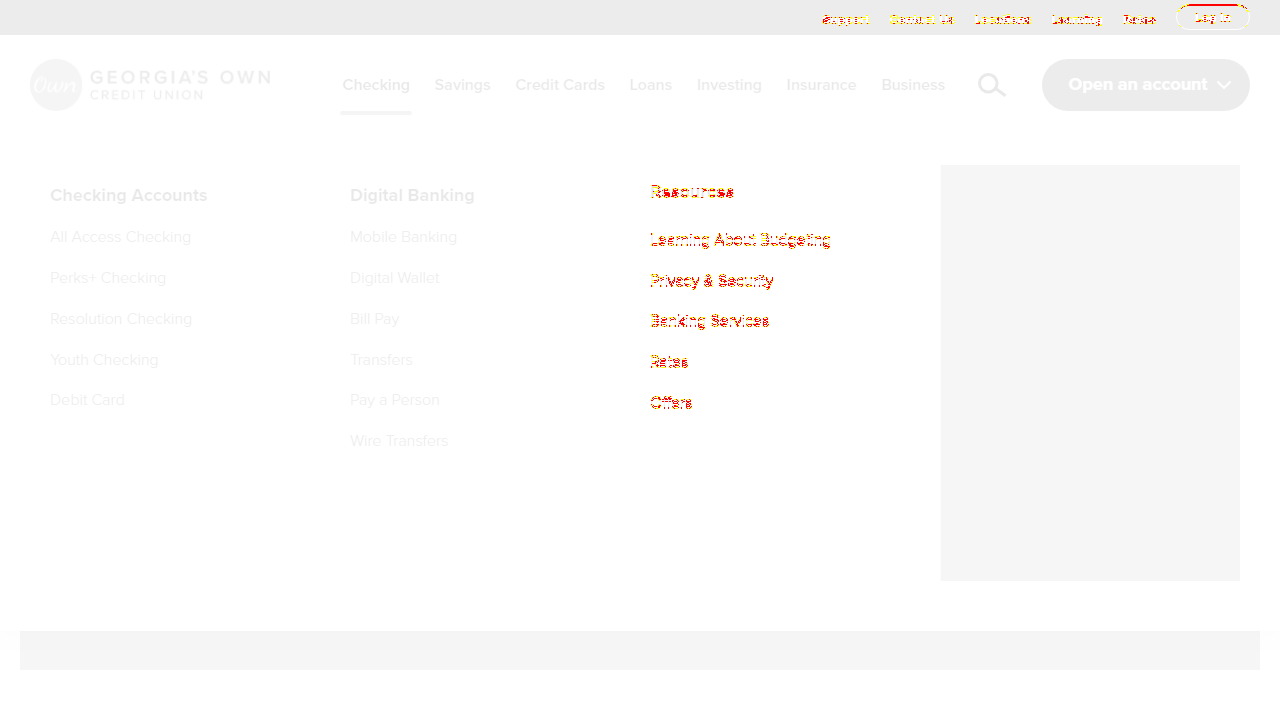 Support Contact Us Locations Learning Rates Log In
Own GEORGIA'S OWN
CREDIT UNION
Checking Savings Credit Cards Loans Investing Insurance Business
Open an account
Checking Accounts
All Access Checking
Perks+ Checking
Resolution Checking
Youth Checking
Debit Card
Digital Banking
Mobile Banking
Digital Wallet
Bill Pay
Transfers
Pay a Person
Wire Transfers
Resources
Learning About Budgeting
Privacy & Security
Banking Services
Rates
Offers